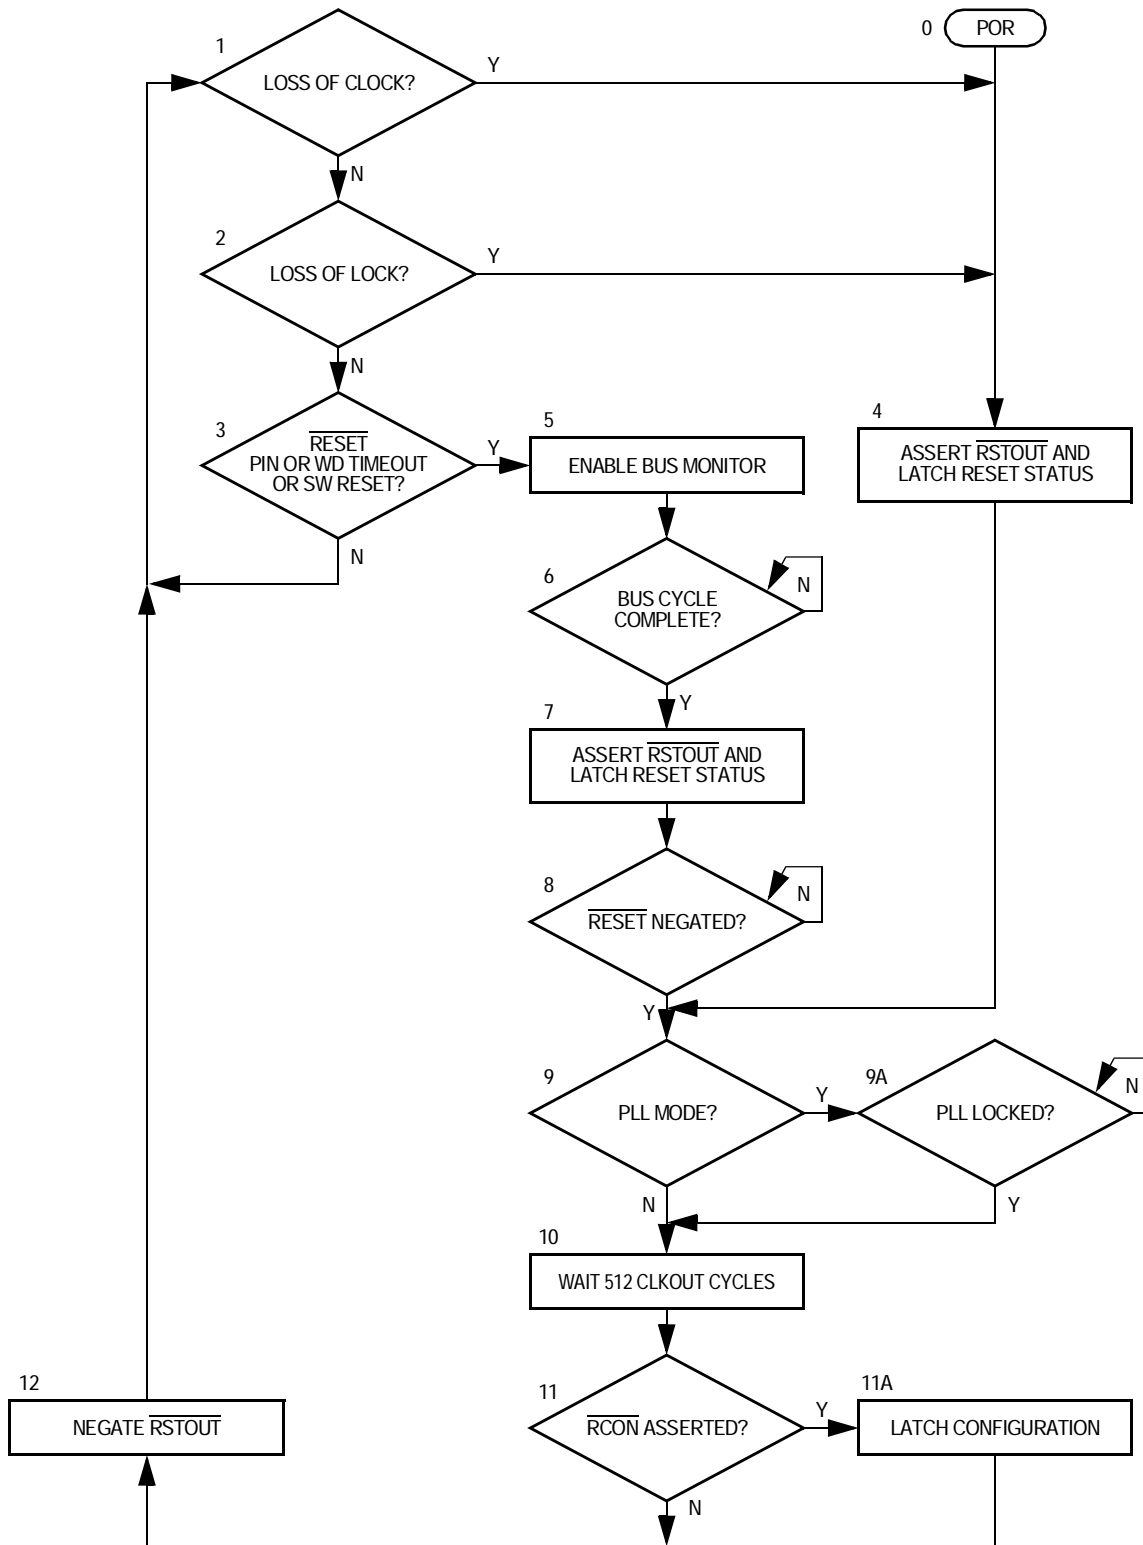 0
POR
1
LOSS OF CLOCK?
Y
N
2
LOSS OF LOCK?
Y
N
3
RESET
PIN OR WD TIMEOUT
OR SW RESET?
Y
N
5
ENABLE BUS MONITOR
4
ASSERT RSTOUT AND
LATCH RESET STATUS
6
BUS CYCLE
COMPLETE?
N
Y
7
ASSERT RSTOUT AND
LATCH RESET STATUS
8
RESET NEGATED?
N
Y
9
PLL MODE?
Y
N
9A
PLL LOCKED?
N
Y
10
WAIT 512 CLKOUT CYCLES
11
RCON ASSERTED?
Y
N
11A
LATCH CONFIGURATION
12
NEGATE RSTOUT